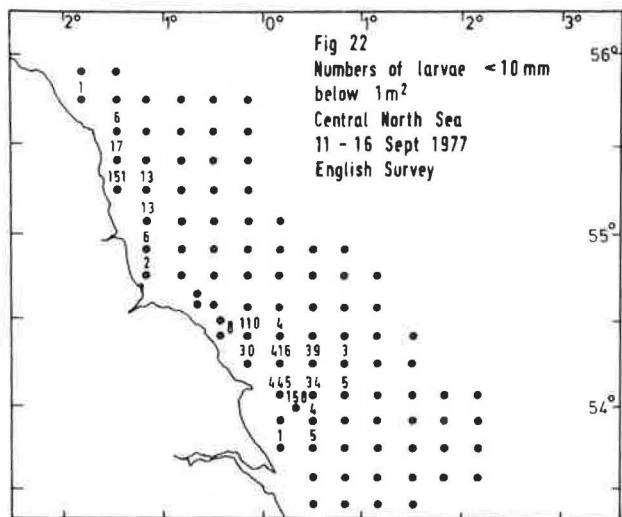 2° 1° 0° 1° 2° 3°
56°
Fig 22
Numbers of larvae <10mm
below 1m²
Central North Sea
11 - 16 Sept 1977
English Survey
1
6
17
151 13
13
55°
6
2
110 4
30 416 39 3
445 34 5
158
4
54°
1 5